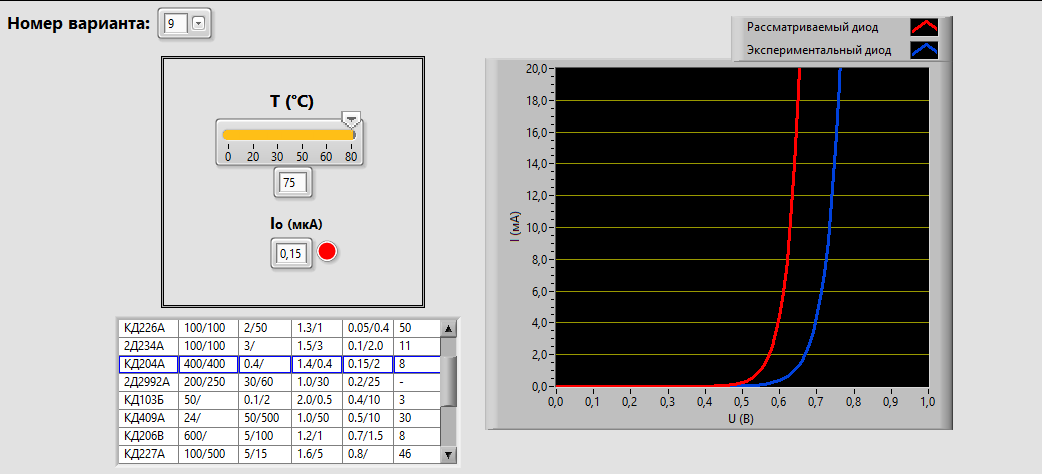 Номер варианта: 9
Рассматриваемый диод
Экспериментальный диод
T (°C)
0 20 30 50 60 80
75
Io (мкА)
0,15
КД226А 100/100 2/50 1.3/1 0.05/0.4 50
2Д234А 100/100 3/ 1.5/3 0.1/2.0 11
КД204А 400/400 0.4/ 1.4/0.4 0.15/2 8
2Д2992А 200/250 30/60 1.0/30 0.2/25 -
КД103Б 50/ 0.1/2 2.0/0.5 0.4/10 3
КД409А 24/ 50/500 1.0/50 0.5/10 30
КД206В 600/ 5/100 1.2/1 0.7/1.5 8
КД227А 100/500 5/15 1.6/5 0.8/ 46
20,0
18,0
16,0
14,0
12,0
10,0
8,0
6,0
4,0
2,0
0,0
I (мА)
0,0 0,1 0,2 0,3 0,4 0,5 0,6 0,7 0,8 0,9 1,0
U (В)